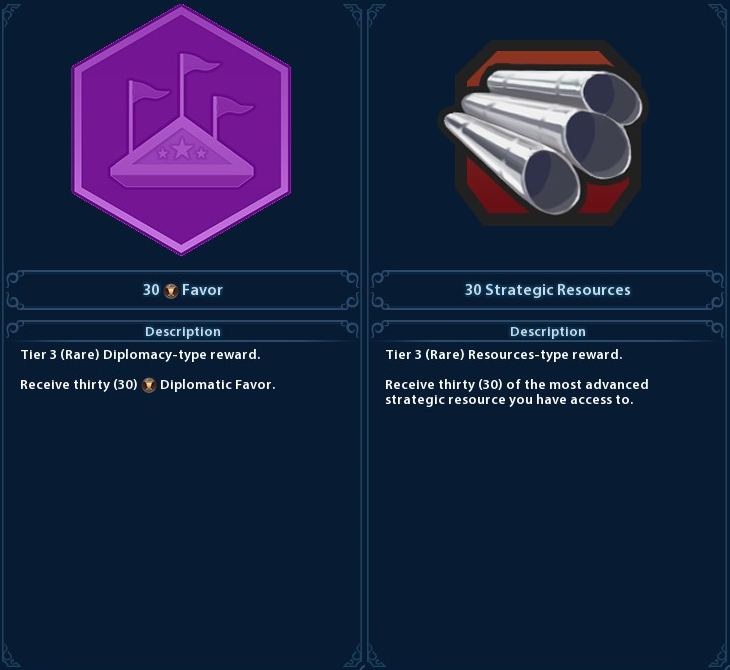 30 Favor
Description
Tier 3 (Rare) Diplomacy-type reward.
Receive thirty (30) Diplomatic Favor.
30 Strategic Resources
Description
Tier 3 (Rare) Resources-type reward.
Receive thirty (30) of the most advanced
strategic resource you have access to.